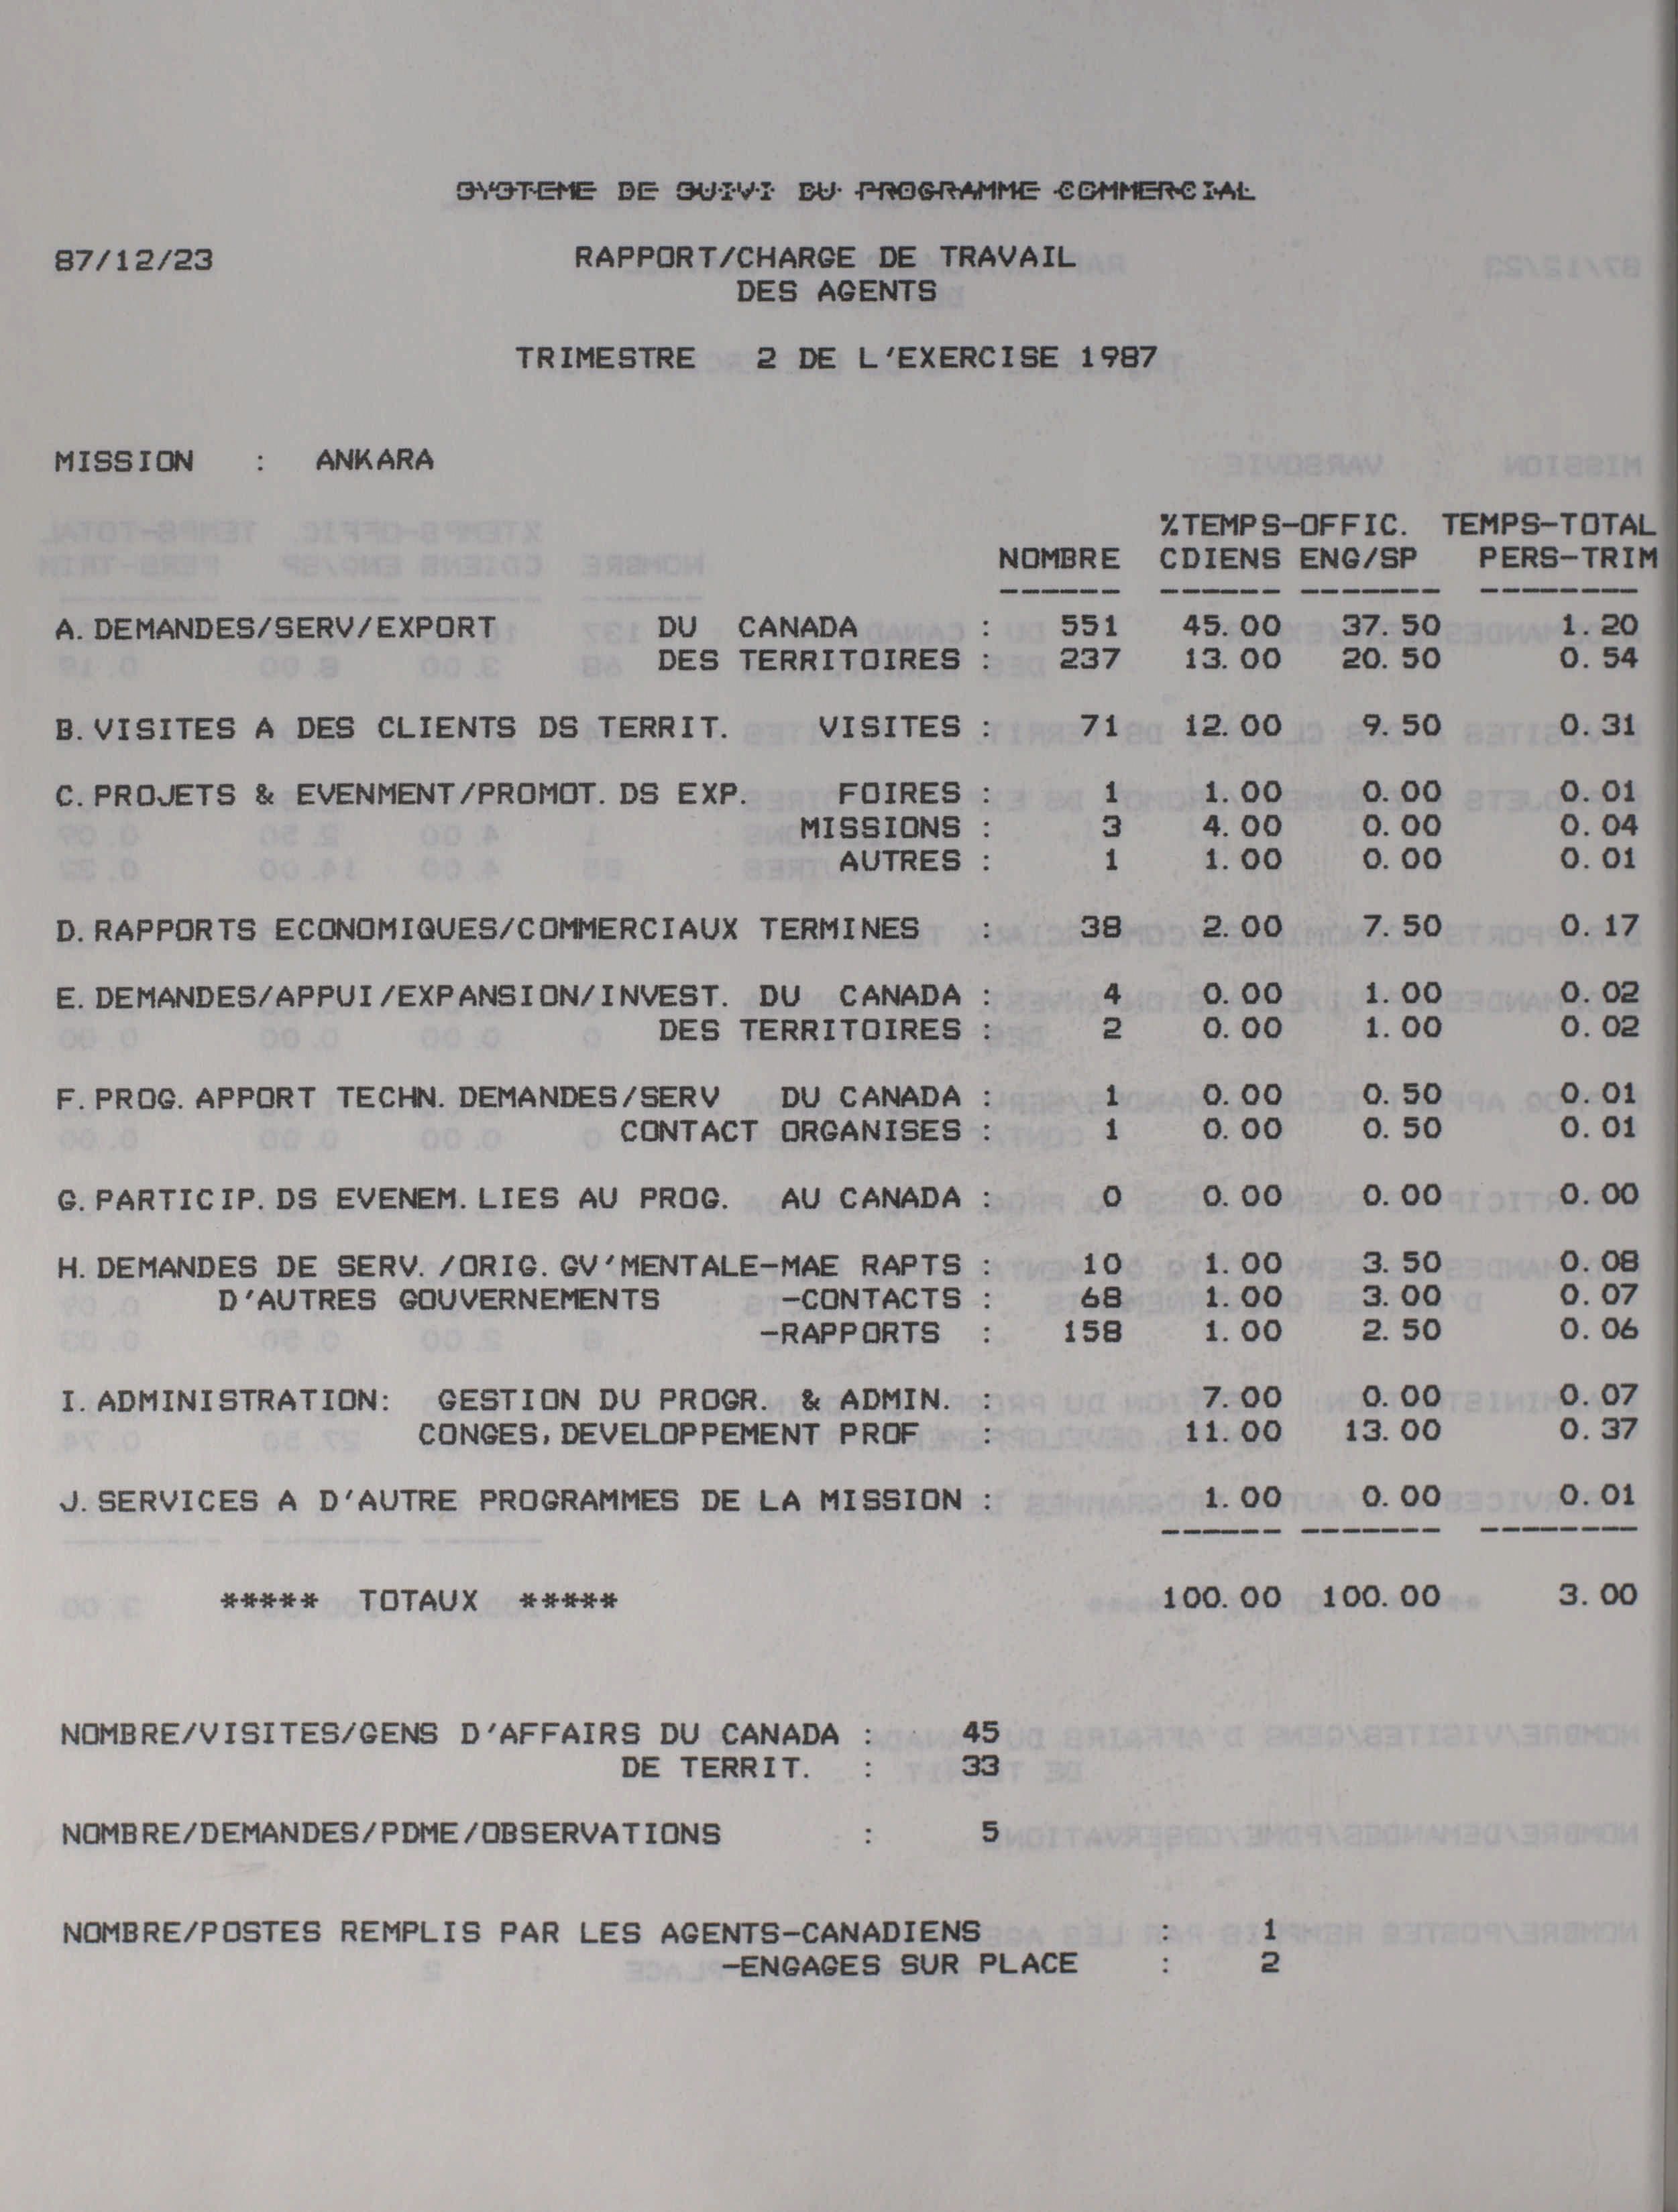 SYSTEME DE SUIVI DU PROGRAMME COMMERCIAL
87/12/23 RAPPORT/CHARGE DE TRAVAIL
DES AGENTS
TRIMESTRE 2 DE L'EXERCISE 1987
MISSION : ANKARA
%TEMPS-OFFIC. TEMPS-TOTAL
NOMBRE CDIENS ENG/SP PERS-TRIM
------ ------ ------- --------
A. DEMANDES/SERV/EXPORT DU CANADA : 551 45.00 37.50 1.20
DES TERRITOIRES : 237 13.00 20.50 0.54
B. VISITES A DES CLIENTS DS TERRIT. VISITES : 71 12.00 9.50 0.31
C. PROJETS & EVENMENT/PROMOT. DS EXP. FOIRES : 1 1.00 0.00 0.01
MISSIONS : 3 4.00 0.00 0.04
AUTRES : 1 1.00 0.00 0.01
D. RAPPORTS ECONOMIQUES/COMMERCIAUX TERMINES : 38 2.00 7.50 0.17
E. DEMANDES/APPUI/EXPANSION/INVEST. DU CANADA : 4 0.00 1.00 0.02
DES TERRITOIRES : 2 0.00 1.00 0.02
F. PROG. APPORT TECHN. DEMANDES/SERV DU CANADA : 1 0.00 0.50 0.01
CONTACT ORGANISES : 1 0.00 0.50 0.01
G. PARTICIP. DS EVENEM. LIES AU PROG. AU CANADA : 0 0.00 0.00 0.00
H. DEMANDES DE SERV. /ORIG. GV'MENTALE-MAE RAPTS : 10 1.00 3.50 0.08
D'AUTRES GOUVERNEMENTS -CONTACTS : 68 1.00 3.00 0.07
-RAPPORTS : 158 1.00 2.50 0.06
I. ADMINISTRATION: GESTION DU PROGR. & ADMIN. : 7.00 0.00 0.07
CONGES, DEVELOPPEMENT PROF : 11.00 13.00 0.37
J. SERVICES A D'AUTRE PROGRAMMES DE LA MISSION : 1.00 0.00 0.01
------ ------- --------
***** TOTAUX ***** 100.00 100.00 3.00
NOMBRE/VISITES/GENS D'AFFAIRS DU CANADA : 45
DE TERRIT. : 33
NOMBRE/DEMANDES/PDME/OBSERVATIONS : 5
NOMBRE/POSTES REMPLIS PAR LES AGENTS-CANADIENS : 1
-ENGAGES SUR PLACE : 2